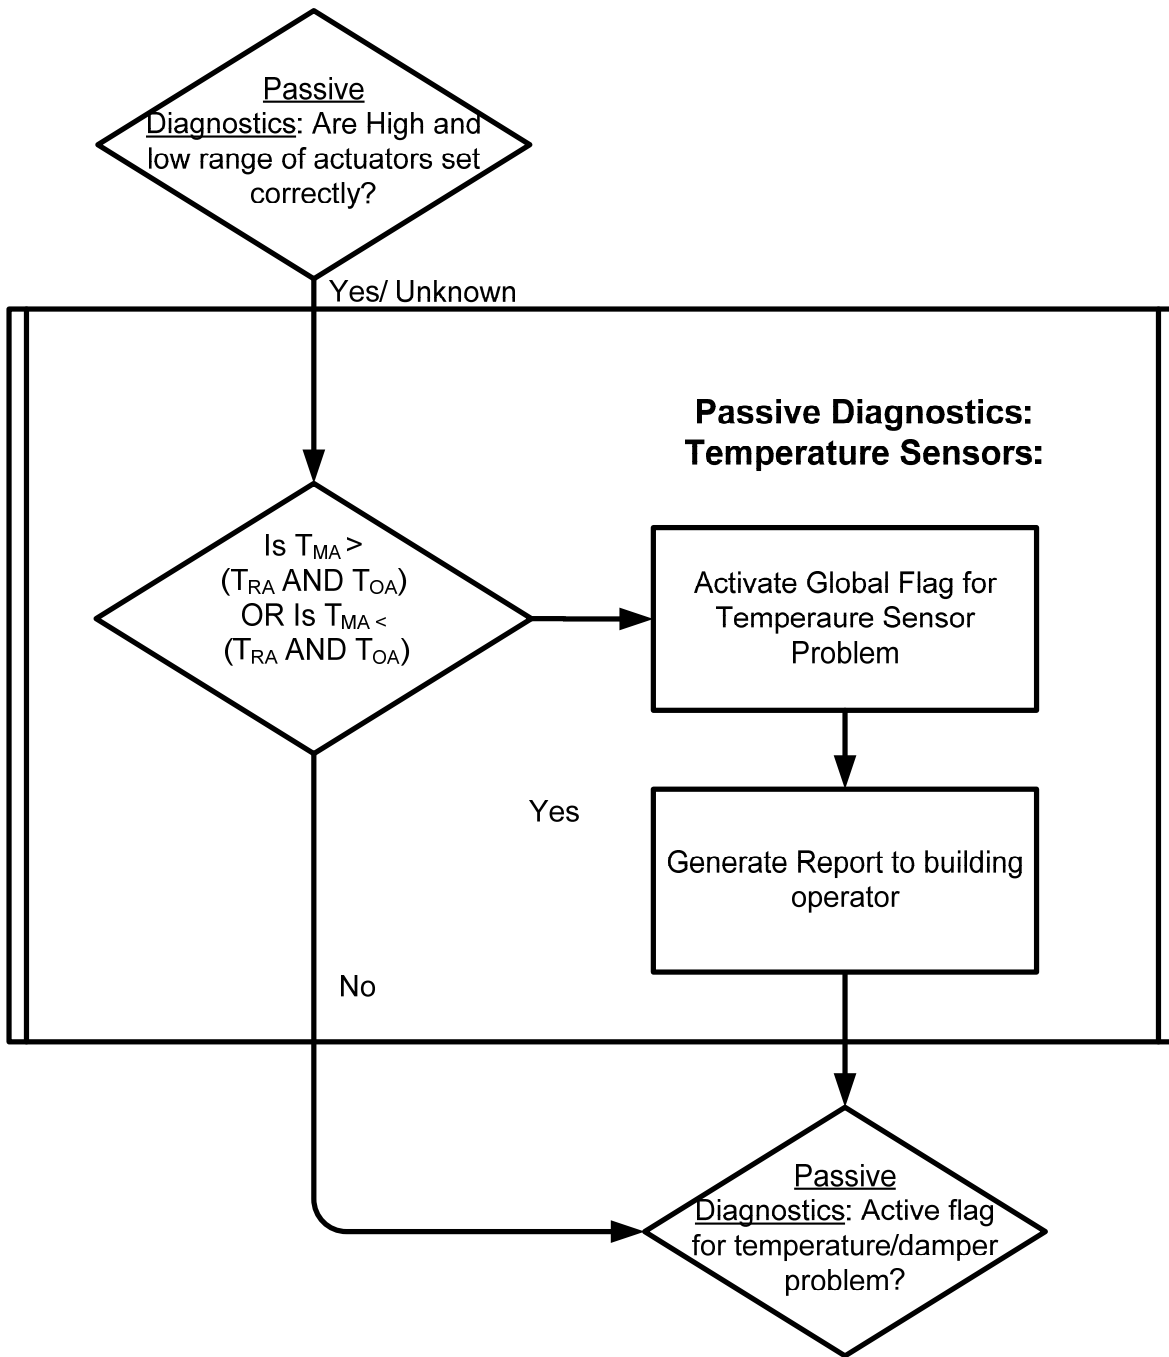 Passive
Diagnostics: Are High and
low range of actuators set
correctly?
Yes/ Unknown
Passive Diagnostics:
Temperature Sensors:
Is TMA >
(TRA AND TOA)
OR Is TMA <
(TRA AND TOA)
Activate Global Flag for
Temperaure Sensor
Problem
Yes
Generate Report to building
operator
No
Passive
Diagnostics: Active flag
for temperature/damper
problem?